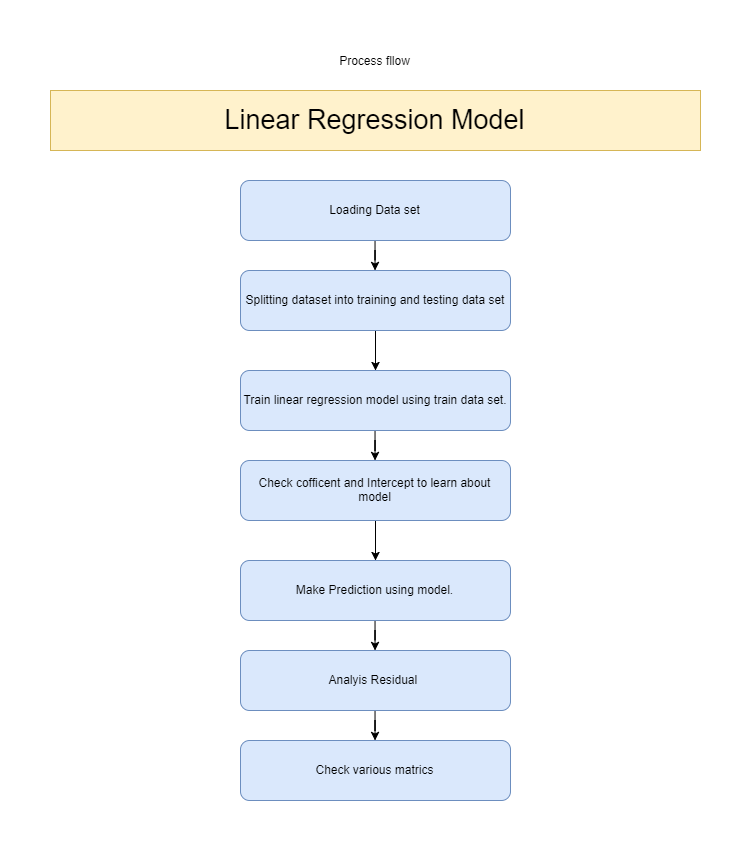 Process fllow
Linear Regression Model
Loading Data set
Splitting dataset into training and testing data set
Train linear regression model using train data set.
Check cofficent and Intercept to learn about
model
Make Prediction using model.
Analyis Residual
Check various matrics